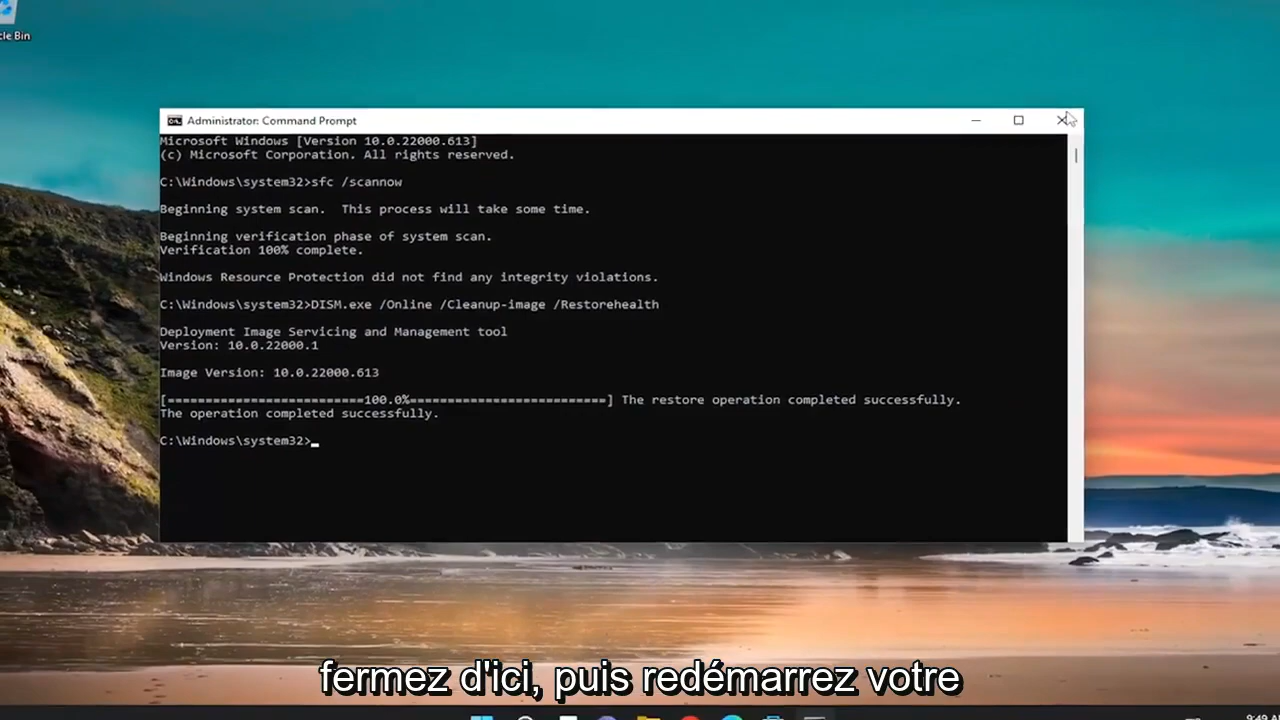 cle Bin
Administrator: Command Prompt
Microsoft Windows [Version 10.0.22000.613]
(c) Microsoft Corporation. All rights reserved.
C:\Windows\system32>sfc /scannow
Beginning system scan.  This process will take some time.
Beginning verification phase of system scan.
Verification 100% complete.
Windows Resource Protection did not find any integrity violations.
C:\Windows\system32>DISM.exe /Online /Cleanup-image /Restorehealth
Deployment Image Servicing and Management tool
Version: 10.0.22000.1
Image Version: 10.0.22000.613
[==========================100.0%==========================] The restore operation completed successfully.
The operation completed successfully.
C:\Windows\system32>
fermez d'ici, puis redémarrez votre